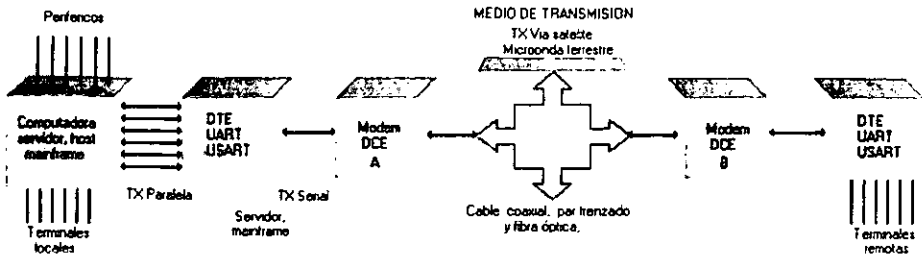 MEDIO DE TRANSMISION
TX Via satelite
Microonda terrestre
Perifericos
Computadora
servidor, host
mainframe
TX Paralela
Terminales
locales
DTE
UART
USART
Servidor,
mainframe
TX Serial
Modem
DCE
A
Cable coaxial, par trenzado
y fibra óptica,
Modem
DCE
B
DTE
UART
USART
Terminales
remotas